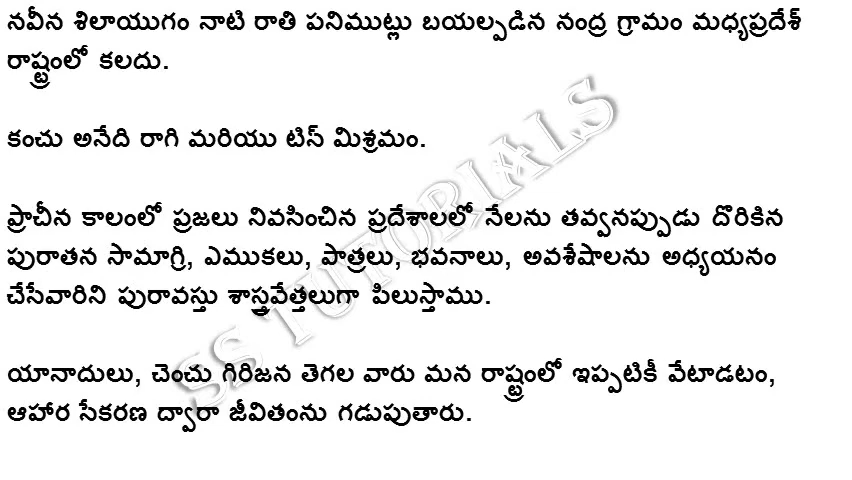 నవీన శిలాయుగం నాటి రాతి పనిముట్లు బయల్పడిన నంద్ర గ్రామం మధ్యప్రదేశ్
రాష్ట్రంలో కలదు.
కంచు అనేది రాగి మరియు టిన్ మిశ్రమం.
ప్రాచీన కాలంలో ప్రజలు నివసించిన ప్రదేశాలలో నేలను తవ్వనప్పుడు దొరికిన
పురాతన సామాగ్రి, ఎముకలు, పాత్రలు, భవనాలు, అవశేషాలను అధ్యయనం
చేసేవారిని పురావస్తు శాస్త్రవేత్తలుగా పిలుస్తాము.
యానాదులు, చెంచు గిరిజన తెగల వారు మన రాష్ట్రంలో ఇప్పటికీ వేటాడటం,
ఆహార సేకరణ ద్వారా జీవితంను గడుపుతారు.
SS TUTORIALS